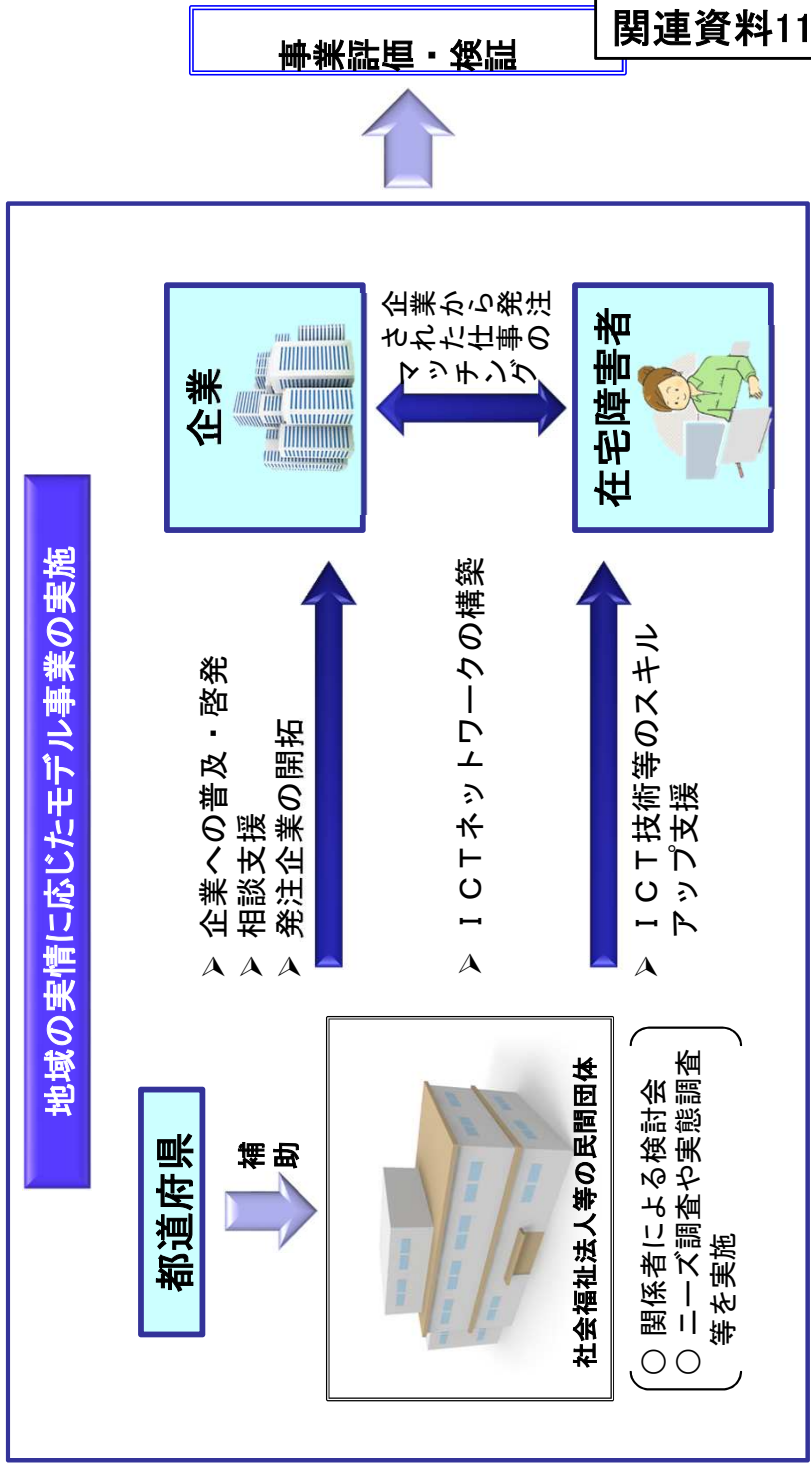 関連資料11
地域の実情に応じたモデル事業の実施
都道府県
補助
社会福祉法人等の民間団体
○ 関係者による検討会
○ ニーズ調査や実態調査
等を実施
➢ 企業への普及・啓発
➢ 相談支援
➢ 発注企業の開拓
➢ ＩＣＴネットワークの構築
➢ ＩＣＴ技術等のスキル
アップ支援
企業
企業から発注
された仕事の
マッチング
在宅障害者
事業評価・検証